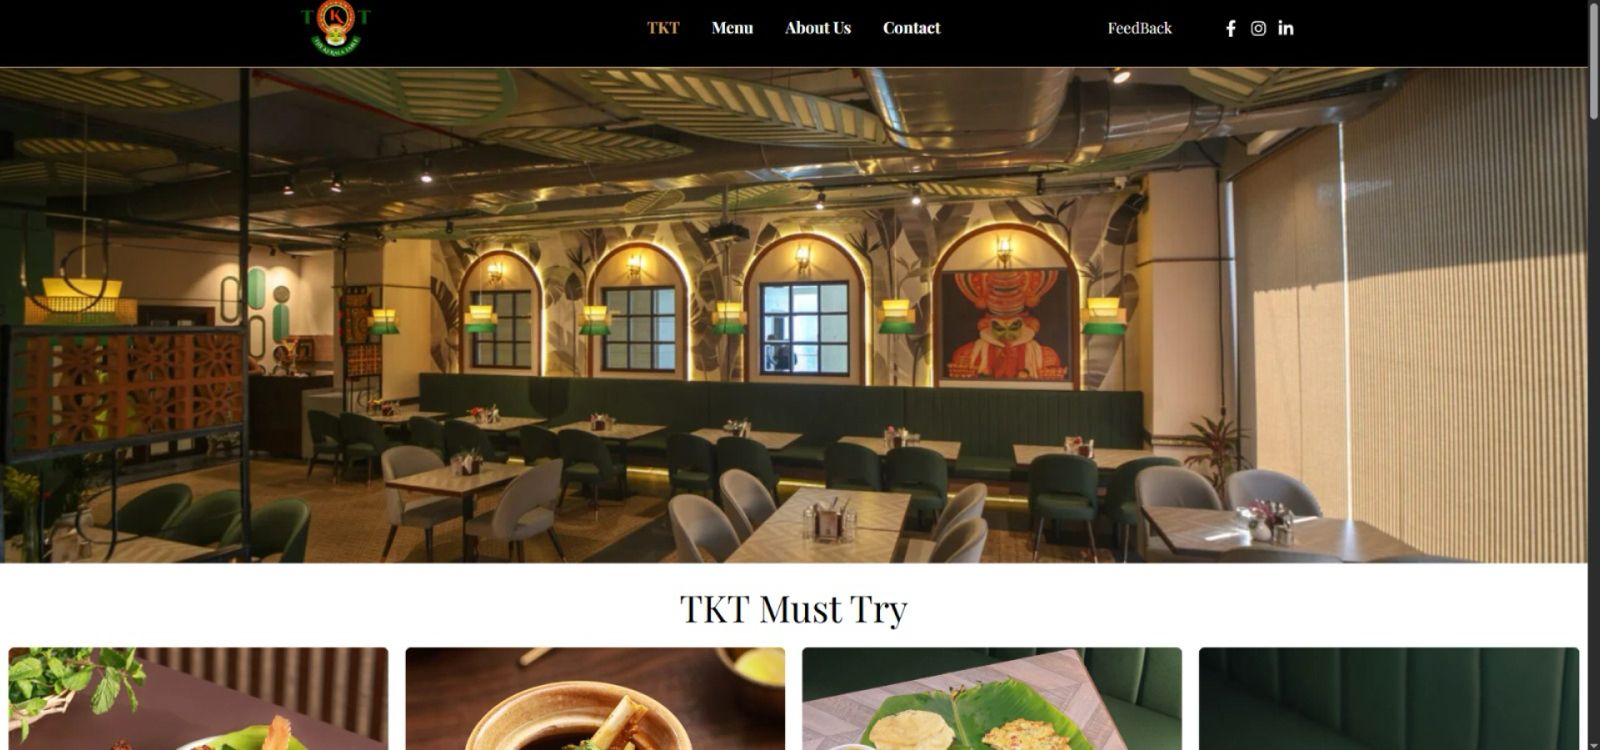 T K T
THE KERALA TABLE
TKT Menu About Us Contact FeedBack
TKT Must Try